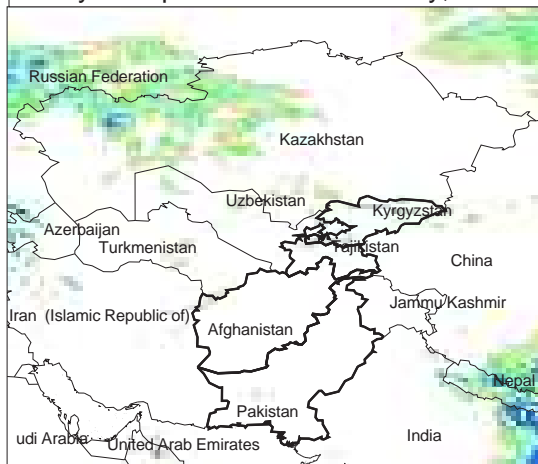 Russian Federation
Kazakhstan
Uzbekistan
Kyrgyzstan
Azerbaijan
Turkmenistan
Tajikistan
China
Jammu Kashmir
Iran (Islamic Republic of)
Afghanistan
Nepal
Pakistan
udi Arabia
United Arab Emirates
India